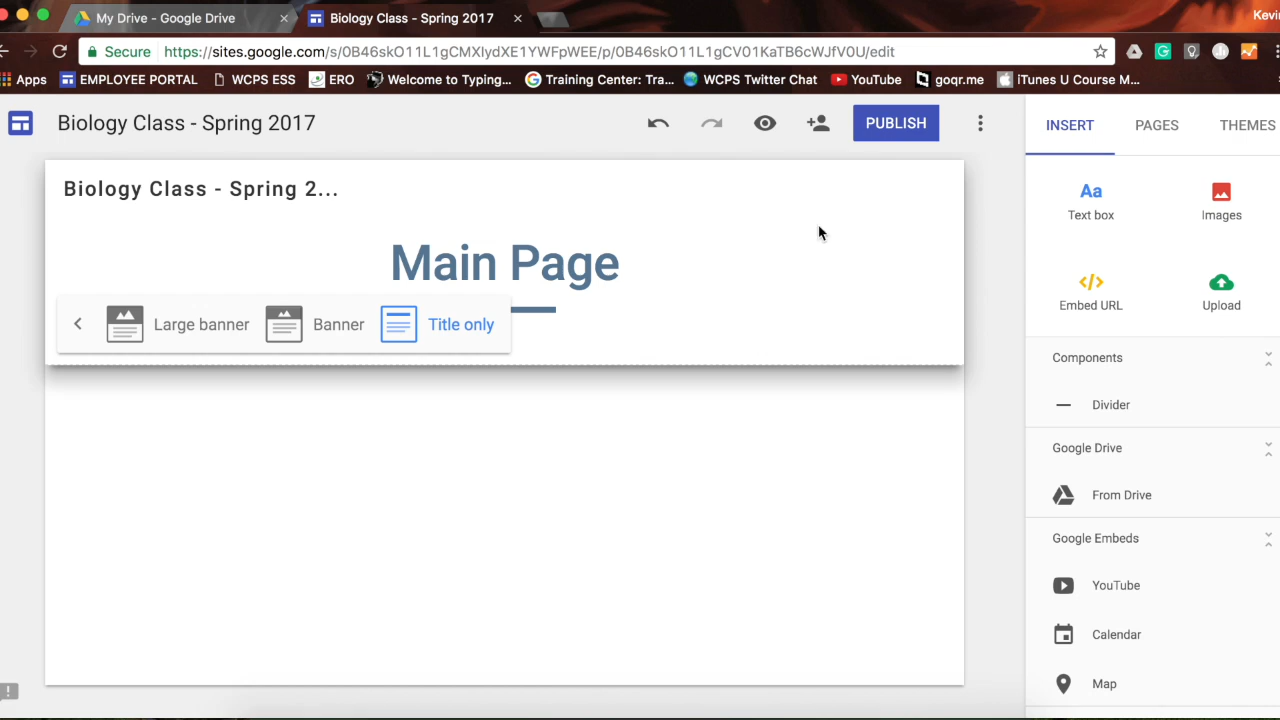 My Drive - Google Drive
Biology Class - Spring 2017
Kevin
Secure https://sites.google.com/s/0B46skO11L1gCMXIydXE1YWFpWEE/p/0B46skO11L1gCV01KaTB6cWJfV0U/edit
Apps EMPLOYEE PORTAL WCPS ESS ERO Welcome to Typing... Training Center: Tra... WCPS Twitter Chat YouTube goqr.me iTunes U Course M...
Biology Class - Spring 2017
PUBLISH
INSERT PAGES THEMES
Biology Class - Spring 2...
Main Page
Large banner Banner Title only
Aa
Text box
Images
Embed URL
Upload
Components
Divider
Google Drive
From Drive
Google Embeds
YouTube
Calendar
Map